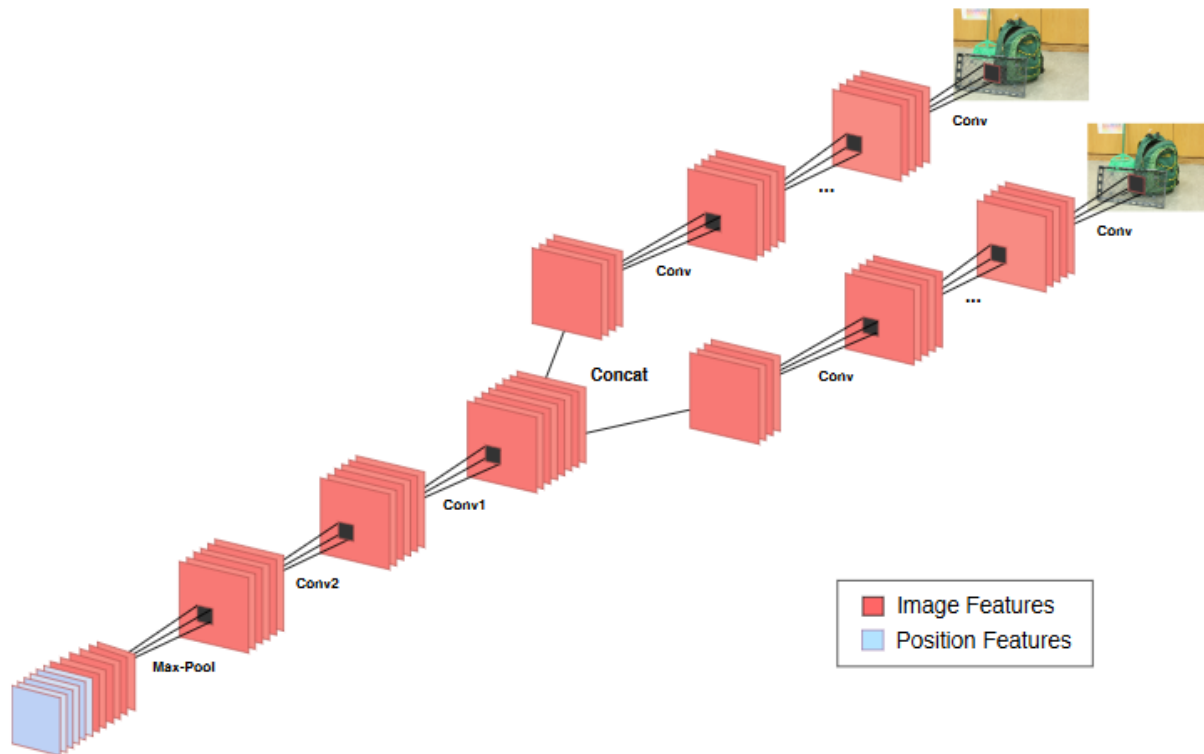 Conv
Conv
...
Conv
...
Concat
Conv
Conv1
Conv2
Max-Pool
Image Features
Position Features